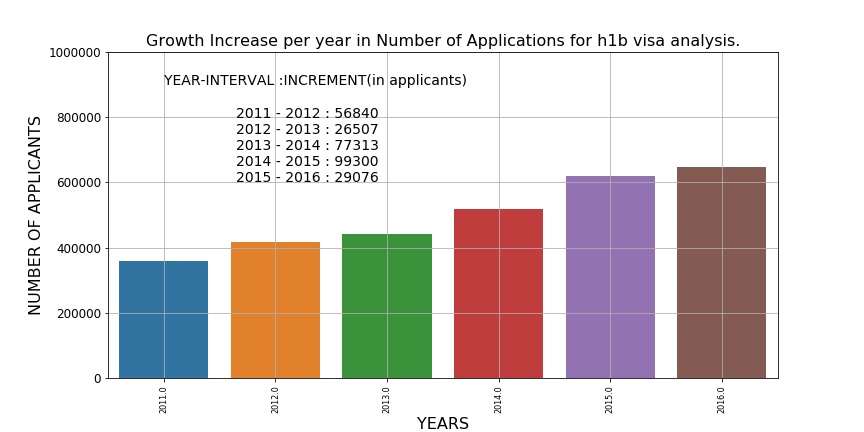 Growth Increase per year in Number of Applications for h1b visa analysis.
1000000
YEAR-INTERVAL :INCREMENT(in applicants)
800000
2011 - 2012 : 56840
2012 - 2013 : 26507
2013 - 2014 : 77313
2014 - 2015 : 99300
2015 - 2016 : 29076
600000
400000
200000
0
NUMBER OF APPLICANTS
2011.0
2012.0
2013.0
2014.0
2015.0
2016.0
YEARS